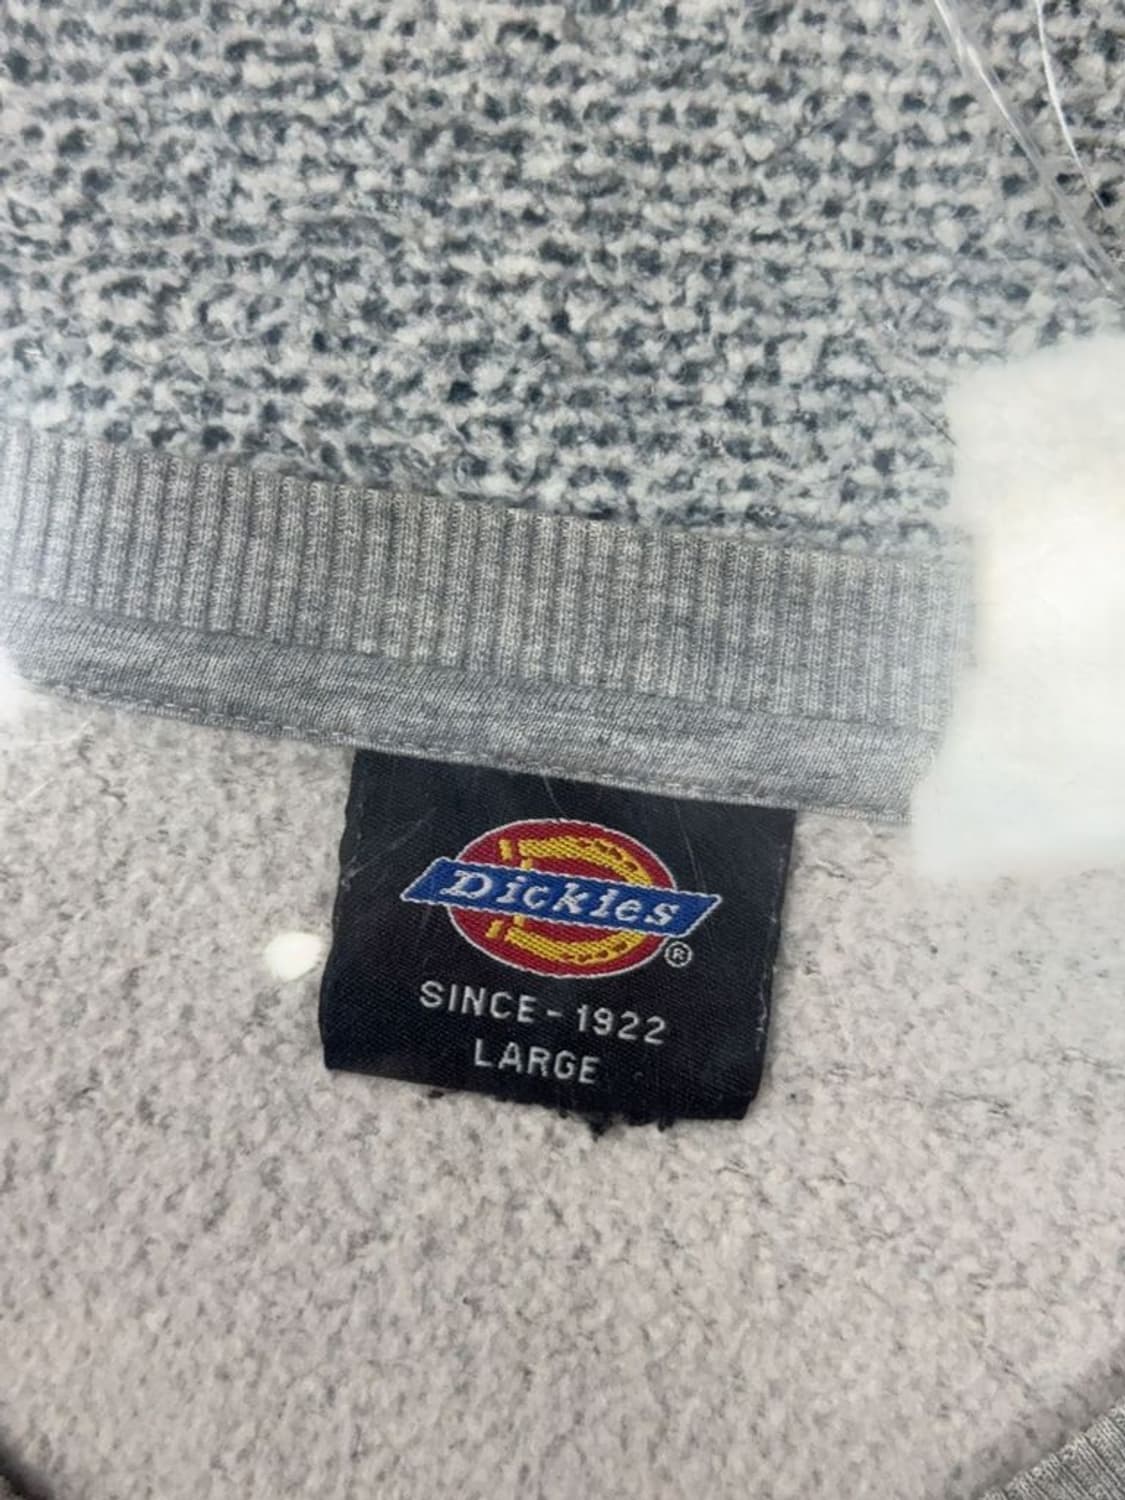 Dickies
®
SINCE - 1922
LARGE